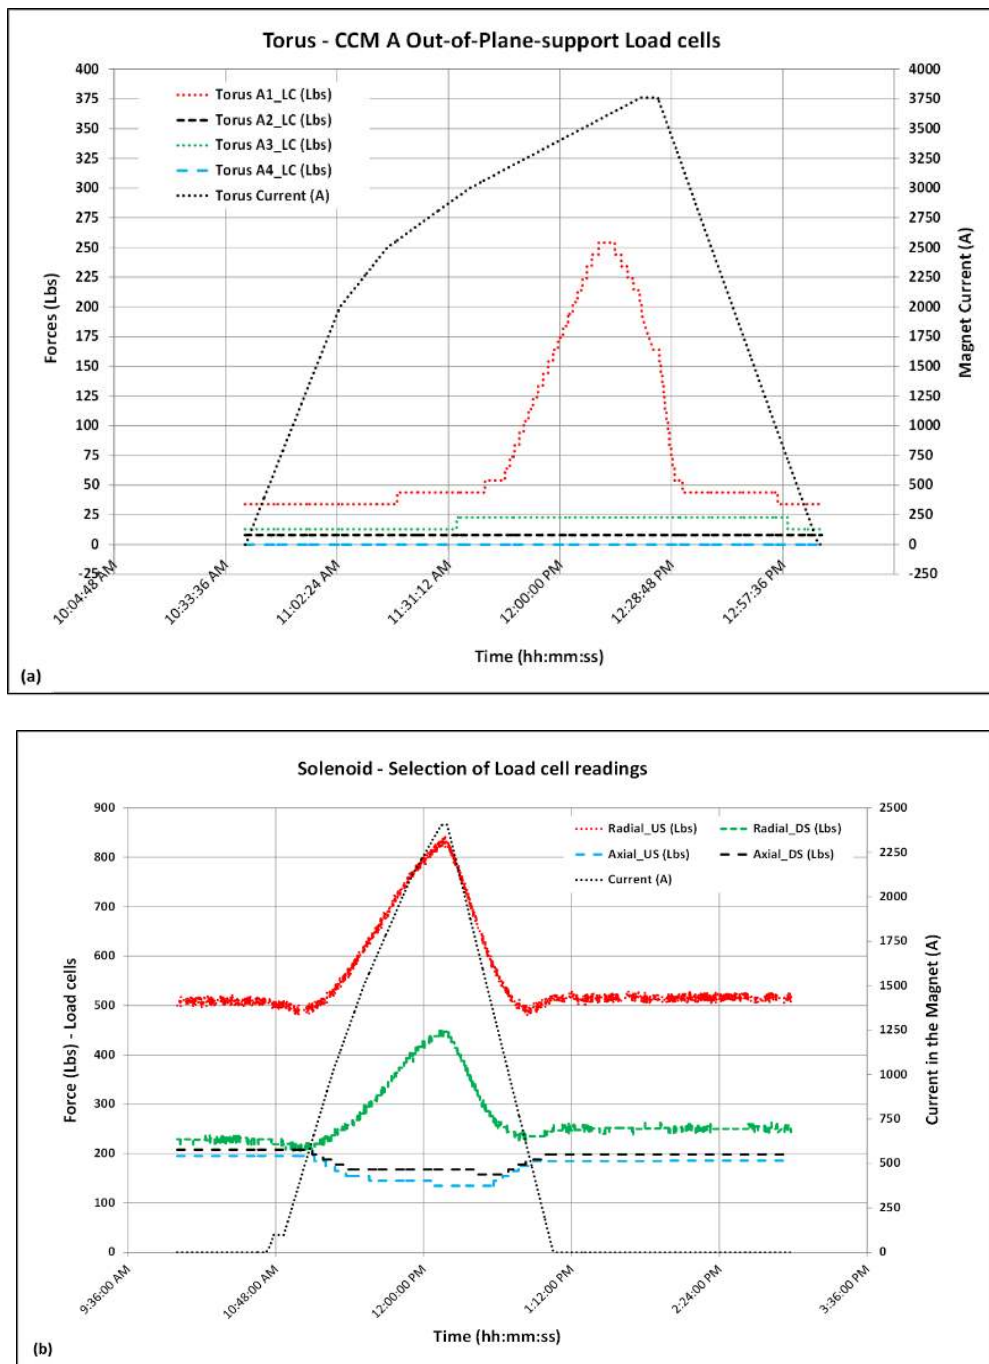 Torus - CCM A Out-of-Plane-support Load cells
400
375
350
325
300
275
250
225
200
175
150
125
100
75
50
25
0
-25
Forces (Lbs)
Torus A1_LC (Lbs)
Torus A2_LC (Lbs)
Torus A3_LC (Lbs)
Torus A4_LC (Lbs)
Torus Current (A)
4000
3750
3500
3250
3000
2750
2500
2250
2000
1750
1500
1250
1000
750
500
250
0
-250
Magnet Current (A)
10:04:48 AM
10:33:36 AM
11:02:24 AM
11:31:12 AM
12:00:00 PM
12:28:48 PM
12:57:36 PM
Time (hh:mm:ss)
(a)
Solenoid - Selection of Load cell readings
900
800
700
600
500
400
300
200
100
0
Force (Lbs) - Load cells
Radial_US (Lbs)
Radial_DS (Lbs)
Axial_US (Lbs)
Axial_DS (Lbs)
Current (A)
2500
2250
2000
1750
1500
1250
1000
750
500
250
0
Current in the Magnet (A)
9:36:00 AM
10:48:00 AM
12:00:00 PM
1:12:00 PM
2:24:00 PM
3:36:00 PM
Time (hh:mm:ss)
(b)